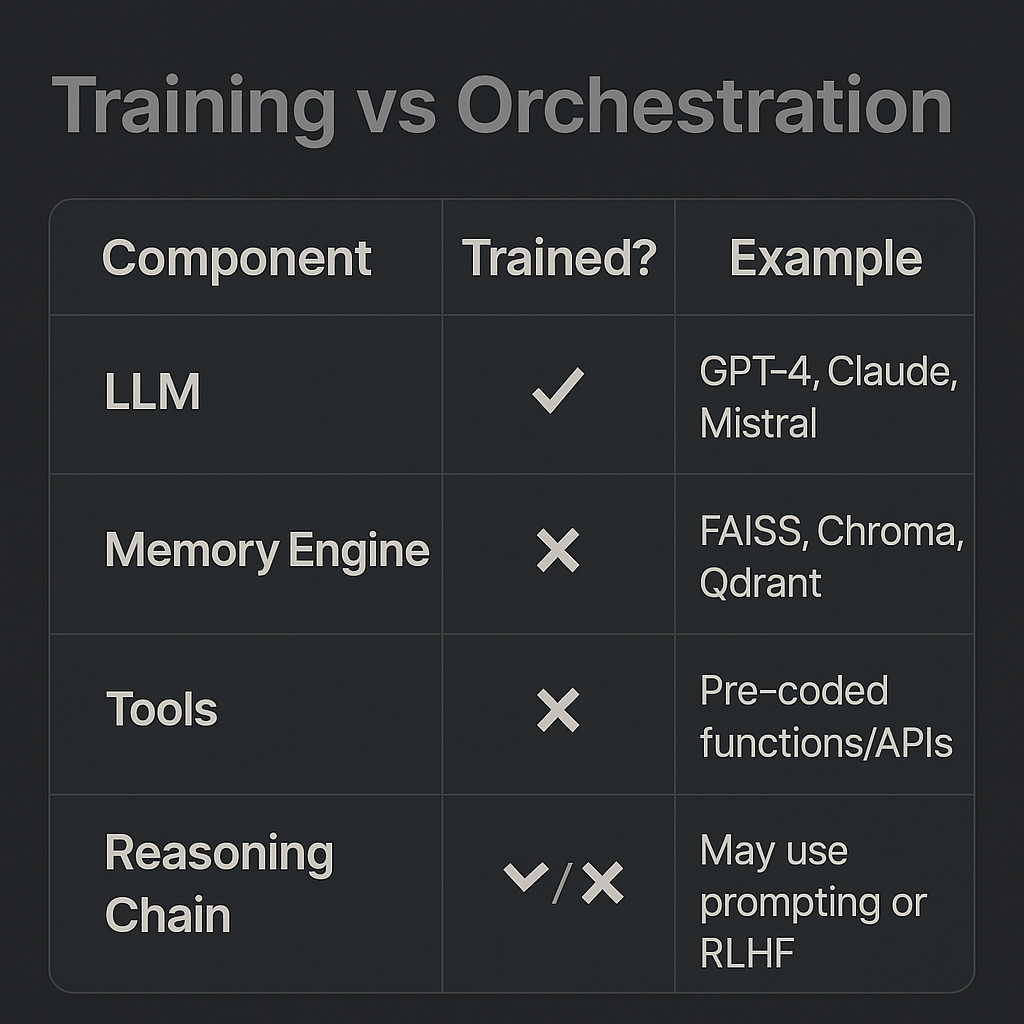 Training vs Orchestration
Component
Trained?
Example
LLM
✓
GPT-4, Claude,
Mistral
Memory Engine
✕
FAISS, Chroma,
Qdrant
Tools
✕
Pre-coded
functions/APIs
Reasoning
Chain
✓/✕
May use
prompting or
RLHF